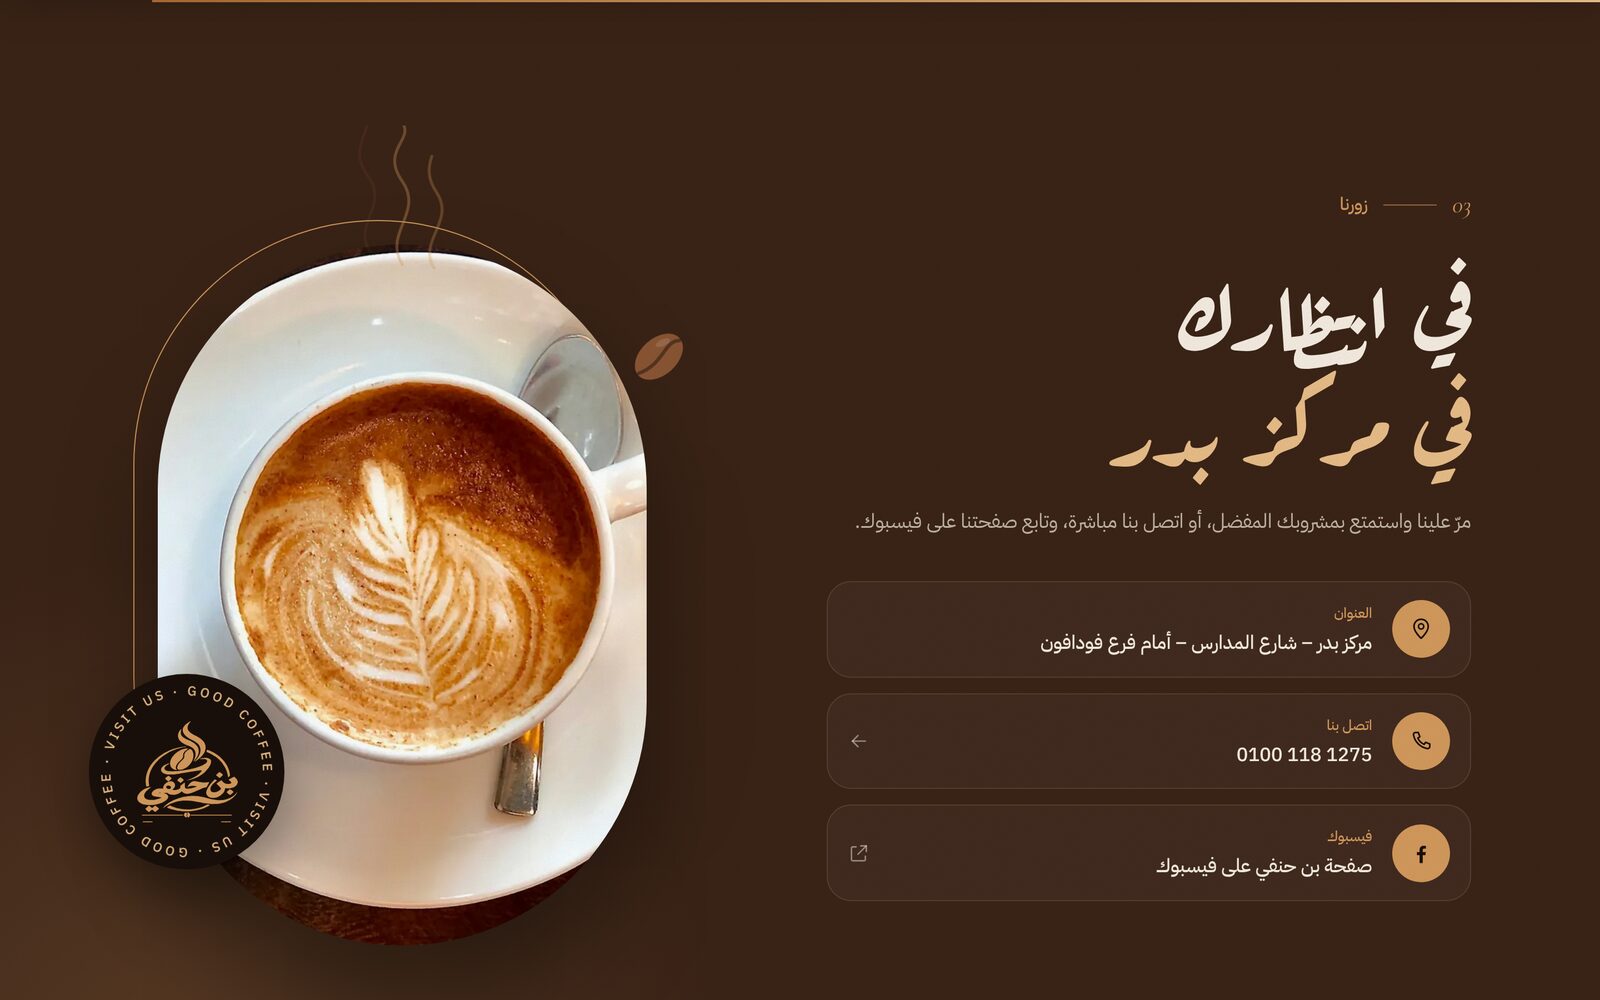 03 زورنا
في انتظارك
في مركز بدر
مرّ علينا واستمتع بمشروبك المفضل، أو اتصل بنا مباشرة، وتابع صفحتنا على فيسبوك.
العنوان
مركز بدر – شارع المدارس – أمام فرع فودافون
اتصل بنا
0100 118 1275
فيسبوك
صفحة بن حنفي على فيسبوك
VISIT US · GOOD COFFEE · VISIT US · GOOD COFFEE ·
بن حنفي